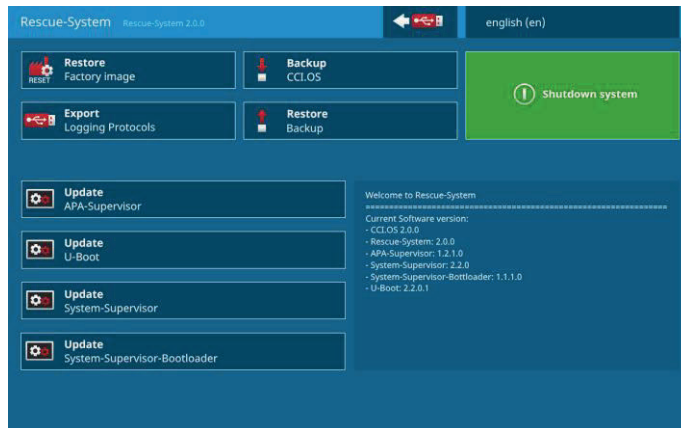 Rescue-System Rescue-System 2.0.0
english (en)
Restore
Factory image
RESET
Backup
CCI.OS
Shutdown system
Export
Logging Protocols
Restore
Backup
Update
APA-Supervisor
Update
U-Boot
Update
System-Supervisor
Update
System-Supervisor-Bootloader
Welcome to Rescue-System
Current Software version:
- CCI.OS 2.0.0
- Rescue-System: 2.0.0
- APA-Supervisor: 1.2.1.0
- System-Supervisor: 2.2.0
- System-Supervisor-Bottloader: 1.1.1.0
- U-Boot: 2.2.0.1